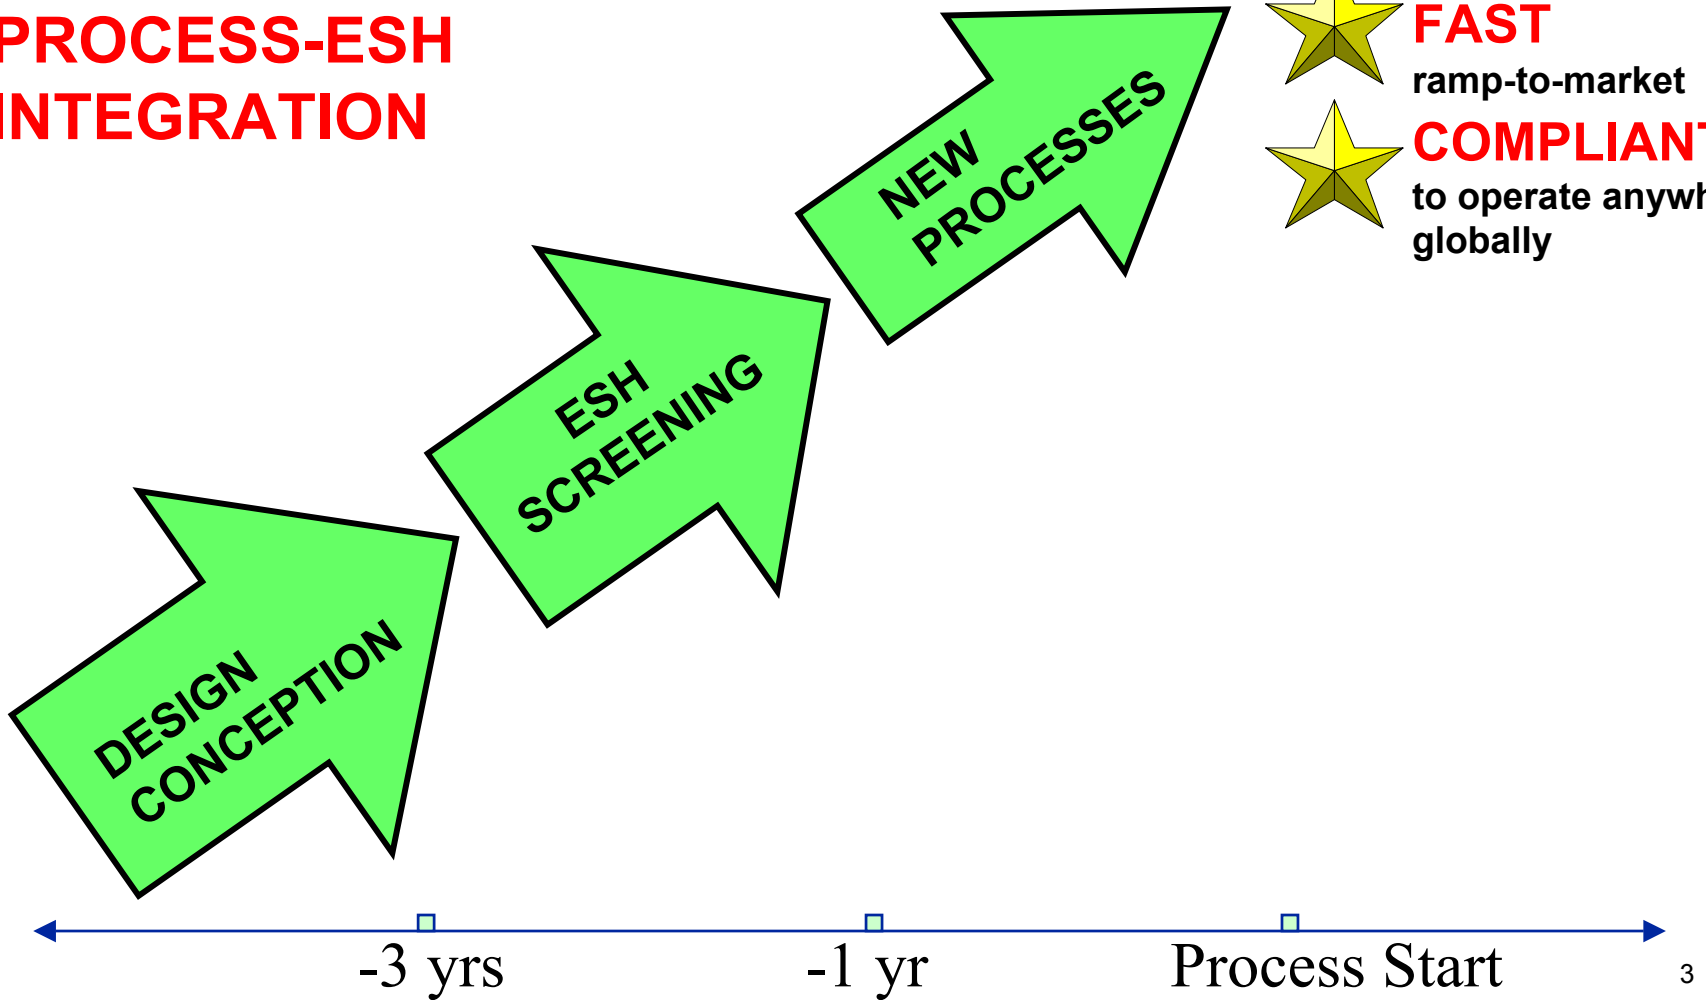 PROCESS-ESH
INTEGRATION
FAST
ramp-to-market
COMPLIANT
to operate
globally
NEW
PROCESSES
ESH
SCREENING
DESIGN
CONCEPTION
-3 yrs
-1 yr
Process Start
3